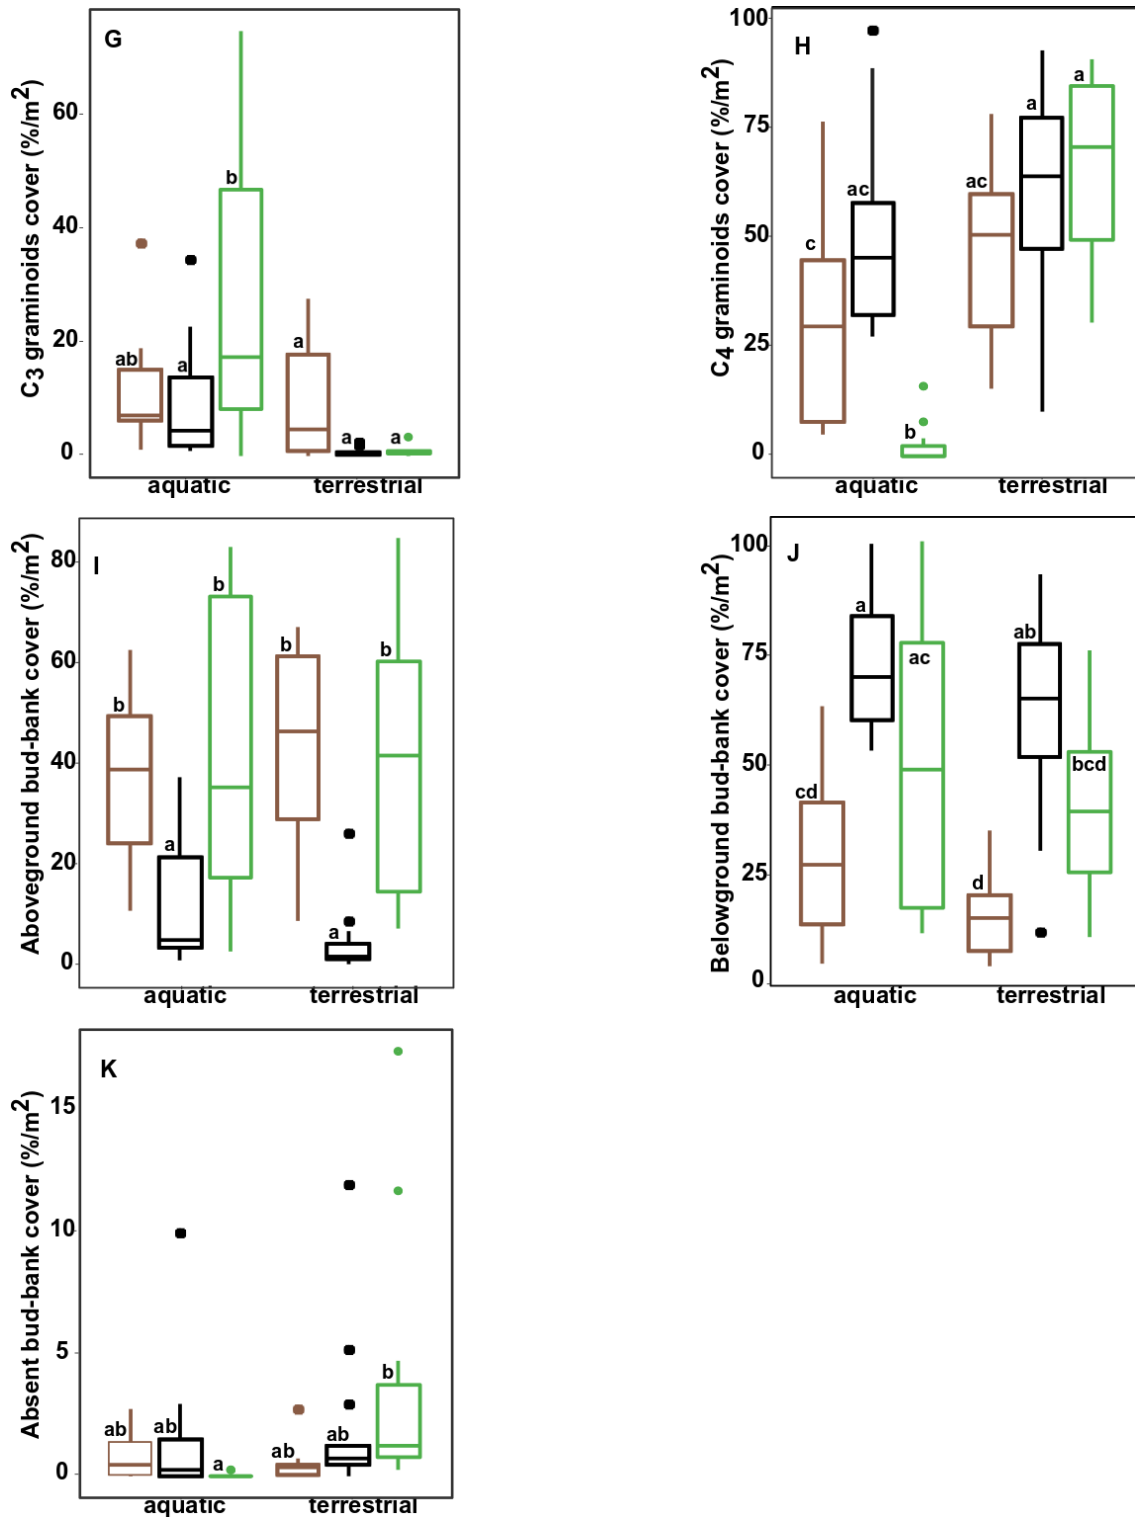 G
C3 graminoids cover (%/m2)
60
40
20
0
ab
a
b
a
a
a
aquatic
terrestrial
H
C4 graminoids cover (%/m2)
100
75
50
25
0
c
ac
b
ac
a
a
aquatic
terrestrial
I
Aboveground bud-bank cover (%/m2)
80
60
40
20
0
b
a
b
b
a
b
aquatic
terrestrial
J
Belowground bud-bank cover (%/m2)
100
75
50
25
0
cd
a
ac
d
ab
bcd
aquatic
terrestrial
K
Absent bud-bank cover (%/m2)
15
10
5
0
ab
ab
a
ab
ab
b
aquatic
terrestrial